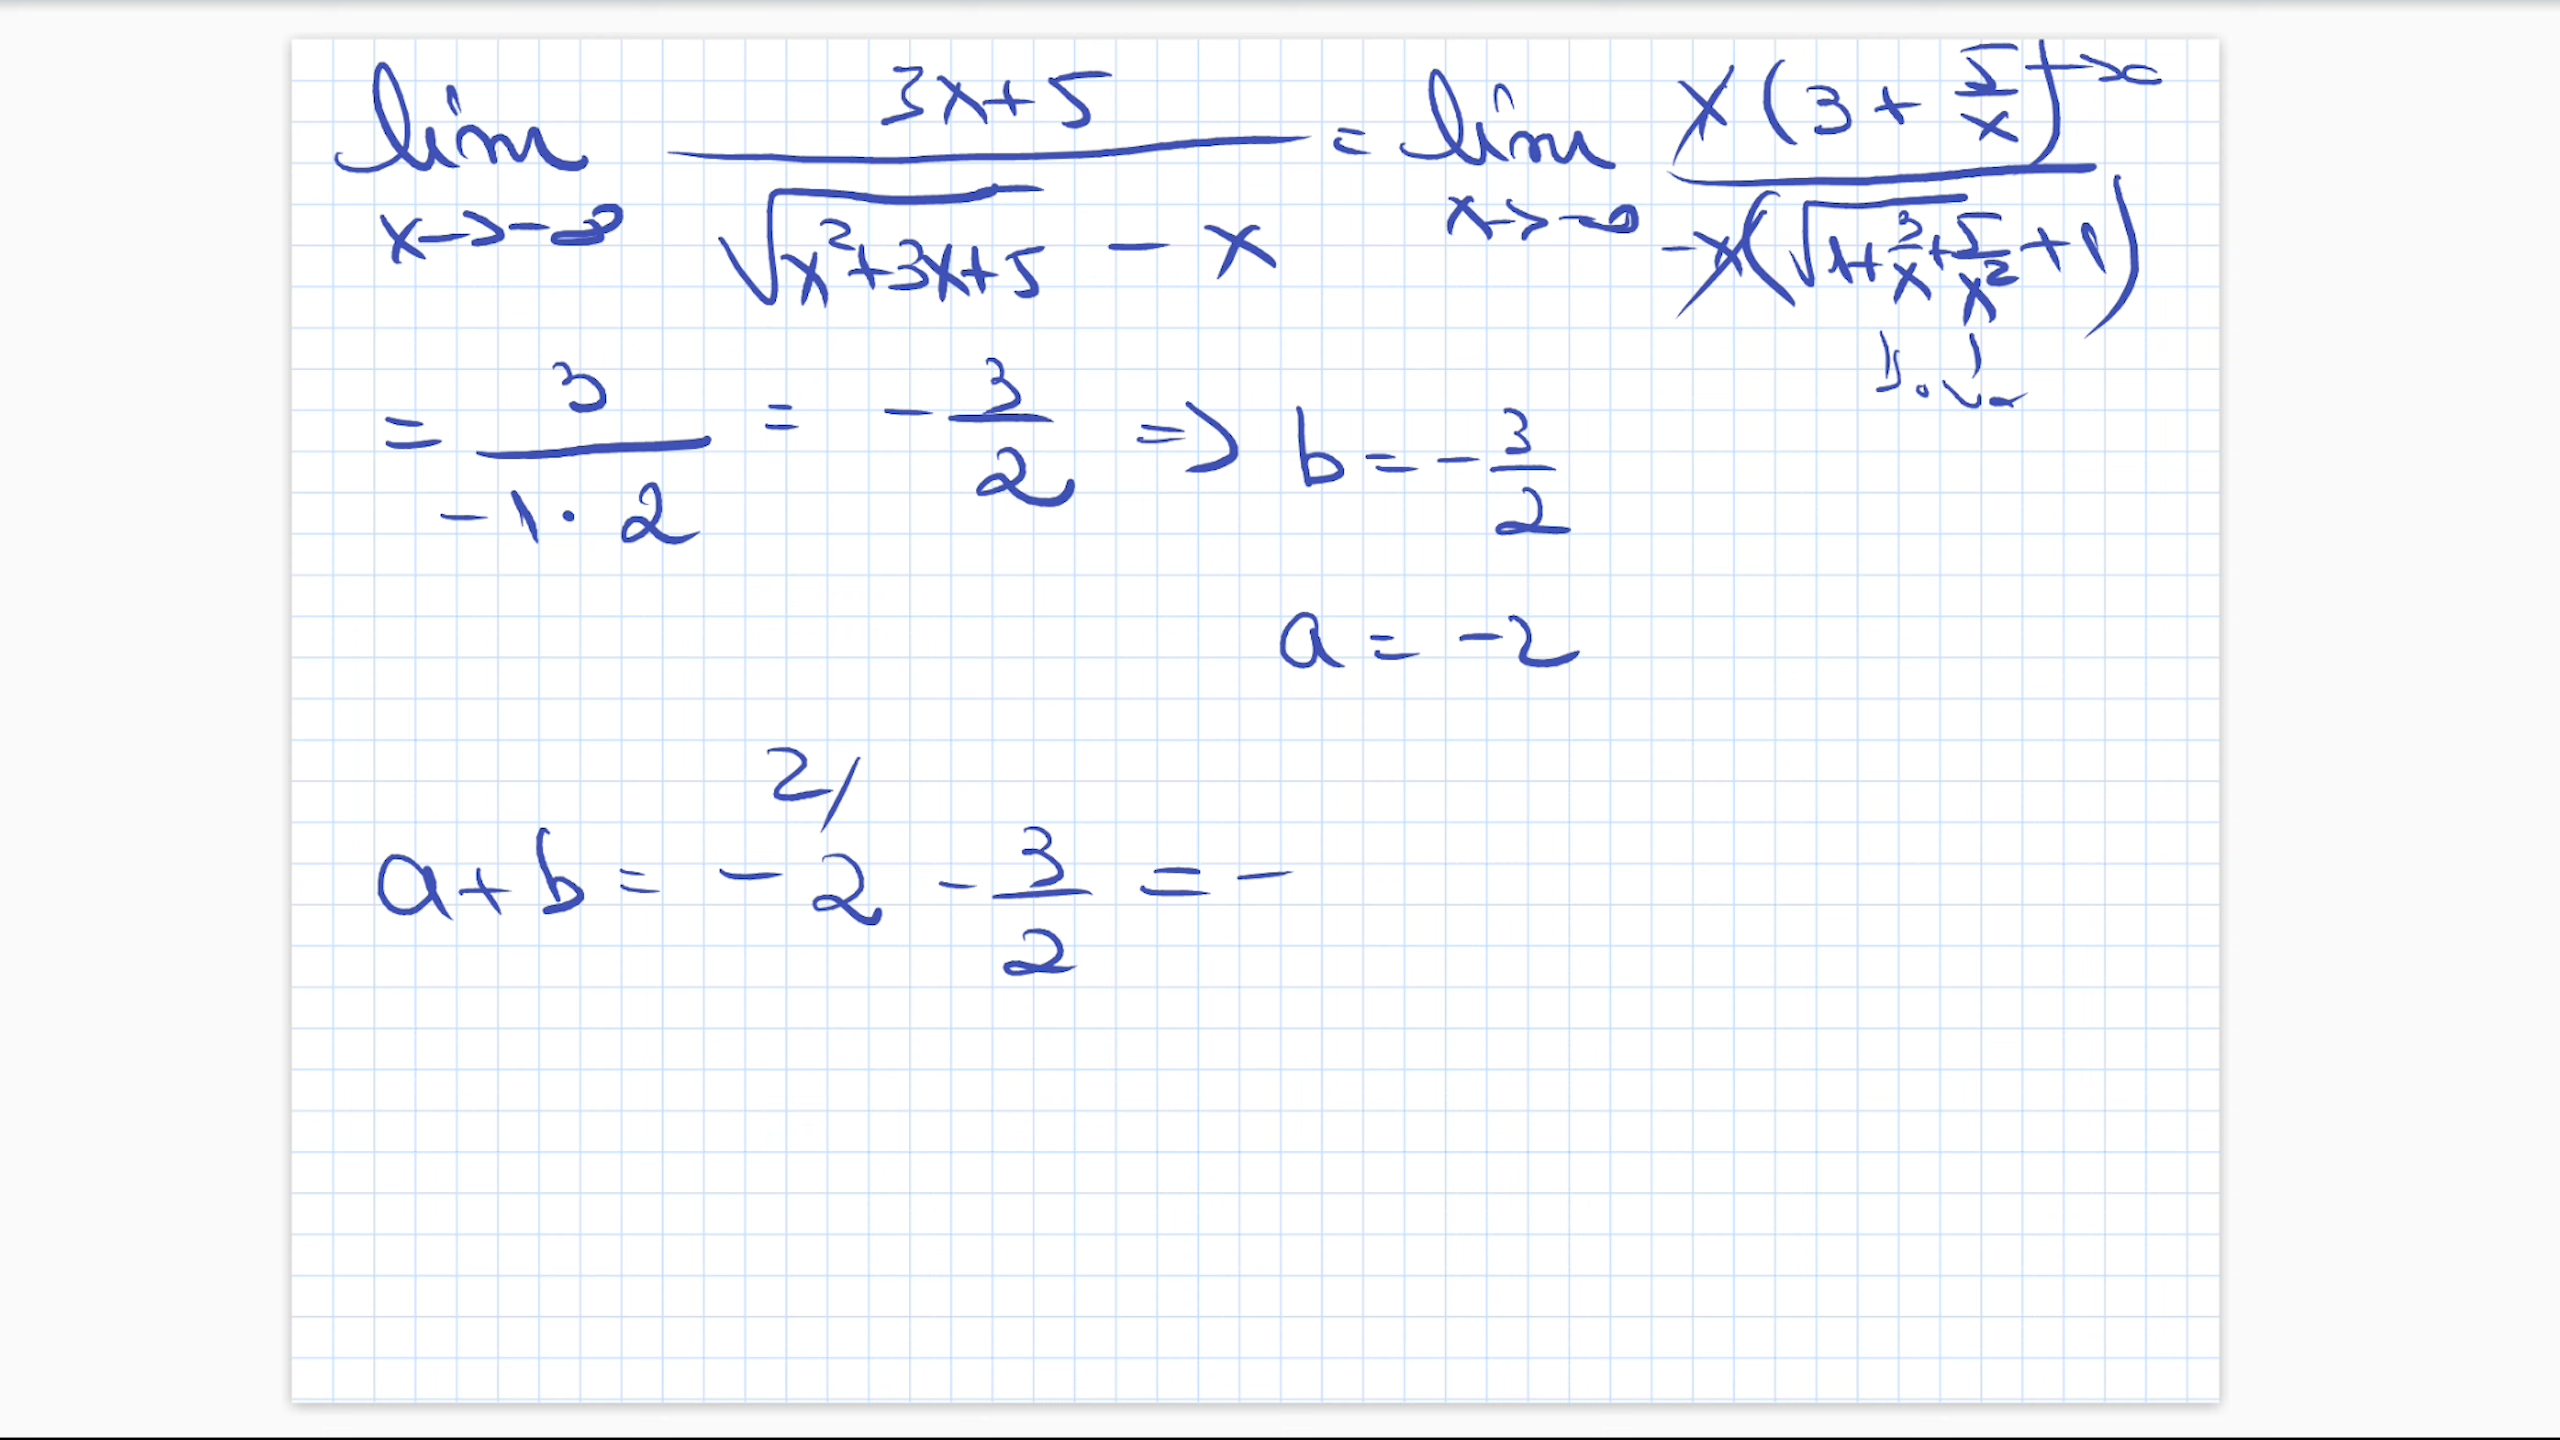 lim x->-∞ (3x+5)/(√(x²+3x+5) - x) = lim x->-∞ x(3+5/x)/(-x(√(1+3/x+5/x²)+1))
= 3/(-1·2) = -3/2 => b = -3/2
a = -2
2/
a+b = -2 - 3/2 = -